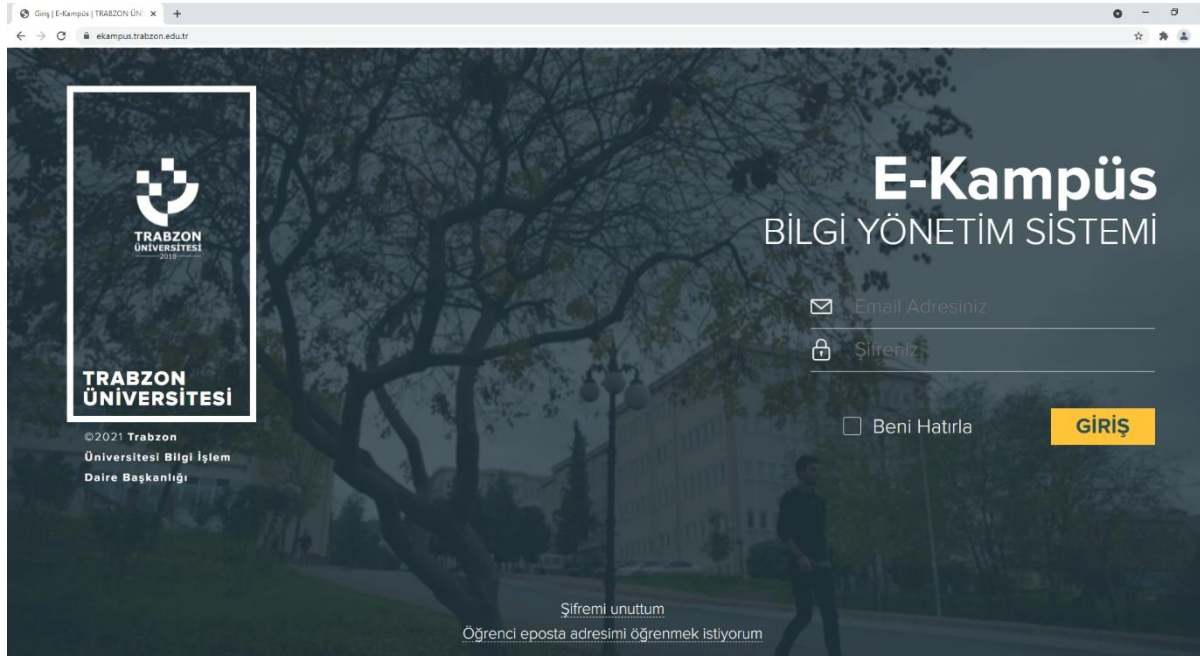 Giriş | E-Kampüs | TRABZON ÜNİ
ekampus.trabzon.edu.tr
TRABZON
ÜNİVERSİTESİ
2018
TRABZON
ÜNİVERSİTESİ
©2021 Trabzon
Üniversitesi Bilgi İşlem
Daire Başkanlığı
E-Kampüs
BİLGİ YÖNETİM SİSTEMİ
Email Adresiniz
Şifreniz
Beni Hatırla
GİRİŞ
Şifremi unuttum
Öğrenci eposta adresimi öğrenmek istiyorum